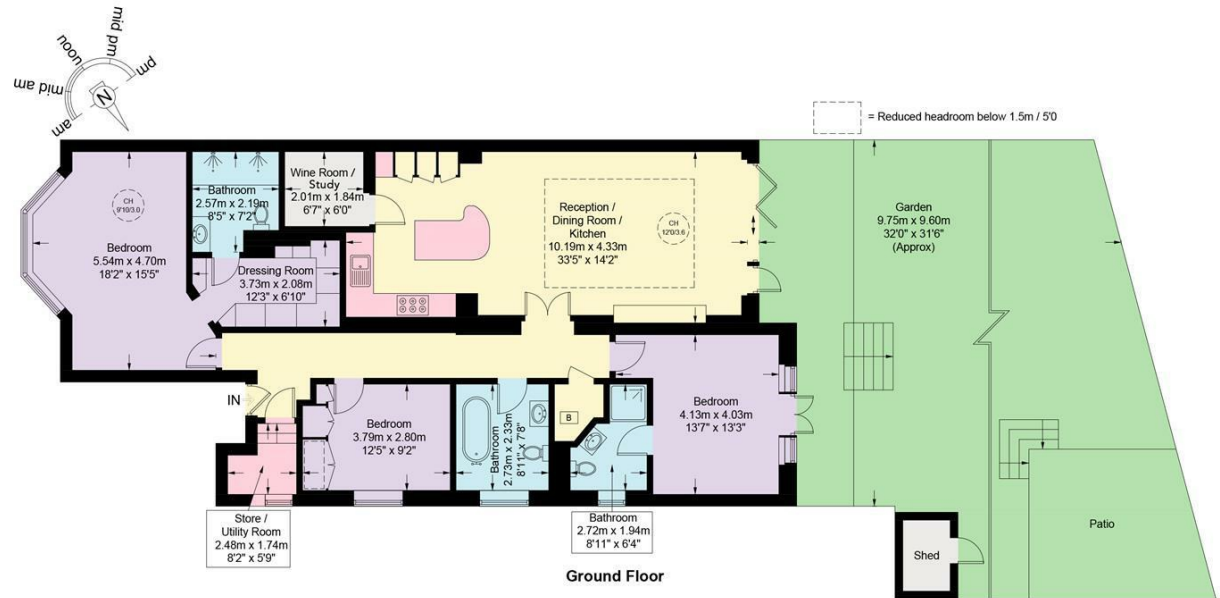 mid pm
noon
pm
mid am
am
N
= Reduced headroom below 1.5m / 5'0
CH
9'10/3.0
Bedroom
5.54m x 4.70m
18'2" x 15'5"
Bathroom
2.57m x 2.19m
8'5" x 7'2"
Wine Room /
Study
2.01m x 1.84m
6'7" x 6'0"
Dressing Room
3.73m x 2.08m
12'3" x 6'10"
Reception /
Dining Room /
Kitchen
10.19m x 4.33m
33'5" x 14'2"
CH
12'0/3.6
Garden
9.75m x 9.60m
32'0" x 31'6"
(Approx)
IN
Bedroom
3.79m x 2.80m
12'5" x 9'2"
Bathroom
2.73m x 2.33m
8'11" x 7'8"
B
Bedroom
4.13m x 4.03m
13'7" x 13'3"
Store /
Utility Room
2.48m x 1.74m
8'2" x 5'9"
Bathroom
2.72m x 1.94m
8'11" x 6'4"
Shed
Patio
Ground Floor